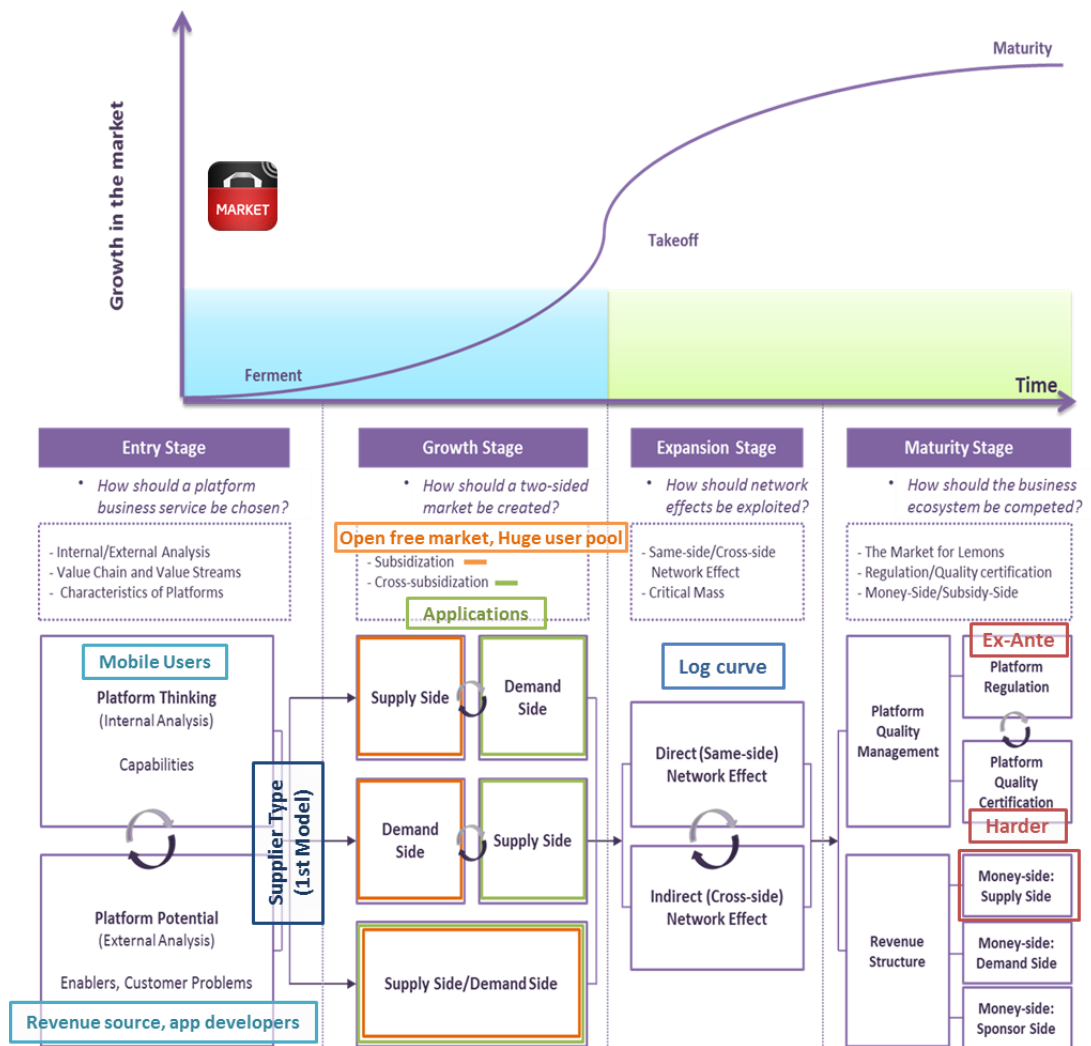 Growth in the market
Maturity
MARKET
Takeoff
Ferment
Time
Entry Stage
• How should a platform
business service be chosen?
- Internal/External Analysis
- Value Chain and Value Streams
- Characteristics of Platforms
Mobile Users
Platform Thinking
(Internal Analysis)
Capabilities
Platform Potential
(External Analysis)
Enablers, Customer Problems
Revenue source, app developers
Supplier Type
(1st Model)
Growth Stage
• How should a two-sided
market be created?
Open free market, Huge user pool
- Subsidization
- Cross-subsidization
Applications
Supply Side
Demand
Side
Demand
Side
Supply Side
Supply Side/Demand Side
Expansion Stage
• How should network
effects be exploited?
- Same-side/Cross-side
Network Effect
- Critical Mass
Log curve
Direct (Same-side)
Network Effect
Indirect (Cross-side)
Network Effect
Maturity Stage
• How should the business
ecosystem be competed?
- The Market for Lemons
- Regulation/Quality certification
- Money-Side/Subsidy-Side
Platform
Quality
Management
Ex-Ante
Platform
Regulation
Platform
Quality
Certification
Harder
Revenue
Structure
Money-side:
Supply Side
Money-side:
Demand Side
Money-side:
Sponsor Side